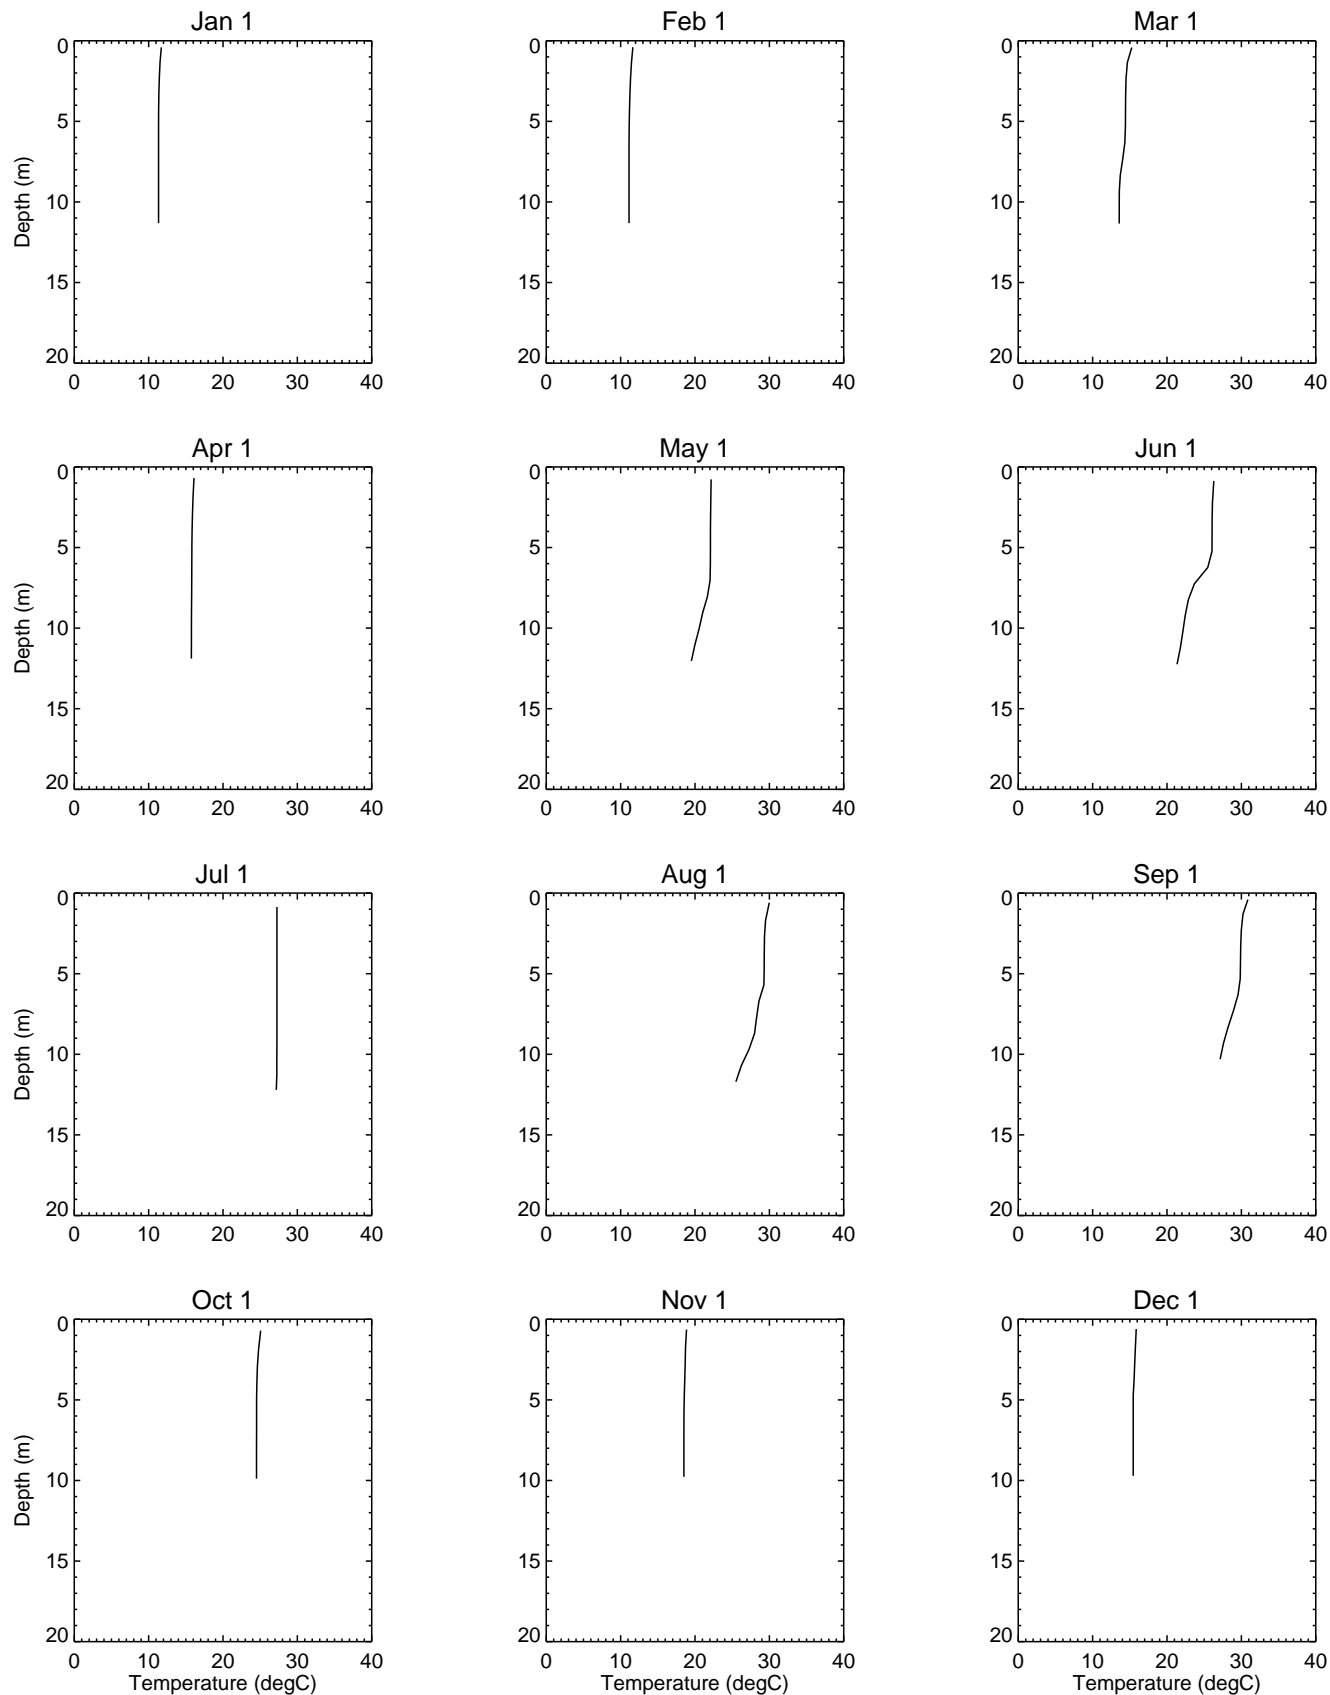 Jan 1 Feb 1 Mar 1
0 0 0
5 5 5
10 10 10
15 15 15
20 20 20
0 10 20 30 40 0 10 20 30 40 0 10 20 30 40
Depth (m)
Apr 1 May 1 Jun 1
0 0 0
5 5 5
10 10 10
15 15 15
20 20 20
0 10 20 30 40 0 10 20 30 40 0 10 20 30 40
Depth (m)
Jul 1 Aug 1 Sep 1
0 0 0
5 5 5
10 10 10
15 15 15
20 20 20
0 10 20 30 40 0 10 20 30 40 0 10 20 30 40
Depth (m)
Oct 1 Nov 1 Dec 1
0 0 0
5 5 5
10 10 10
15 15 15
20 20 20
0 10 20 30 40 0 10 20 30 40 0 10 20 30 40
Depth (m)
Temperature (degC) Temperature (degC) Temperature (degC)